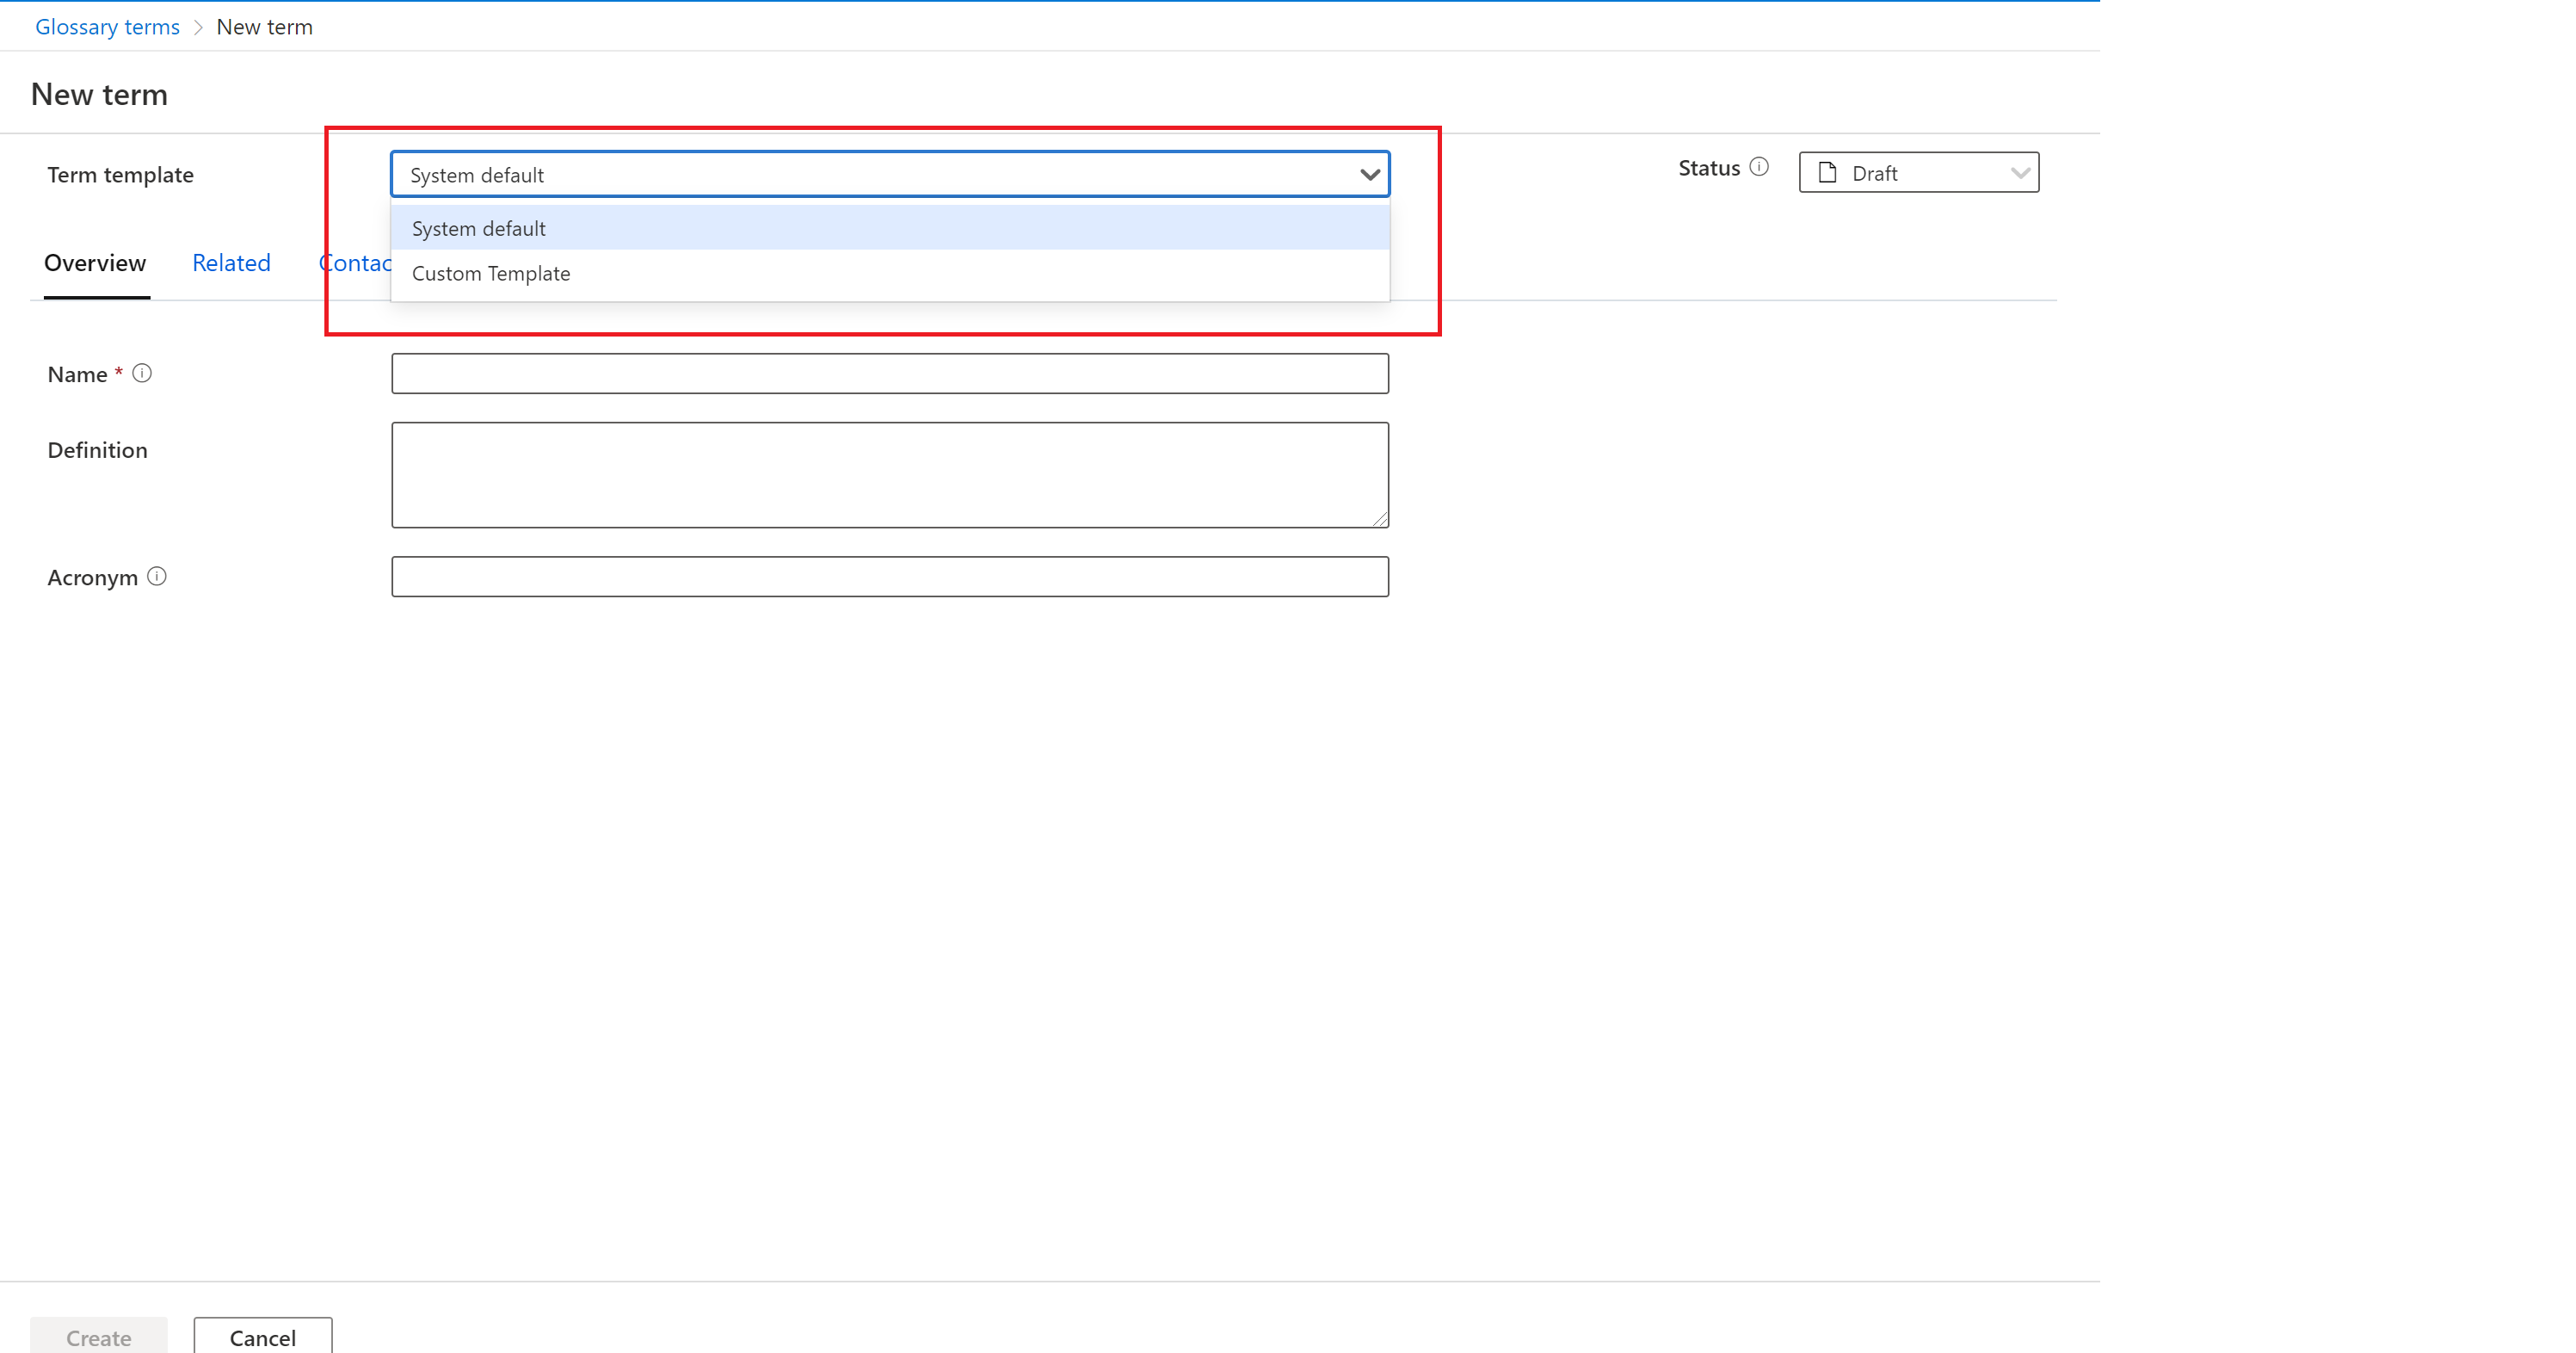 Glossary terms > New term
New term
Term template
System default
Status
Draft
System default
Custom Template
Overview Related Contac
Name *
Definition
Acronym
Create Cancel